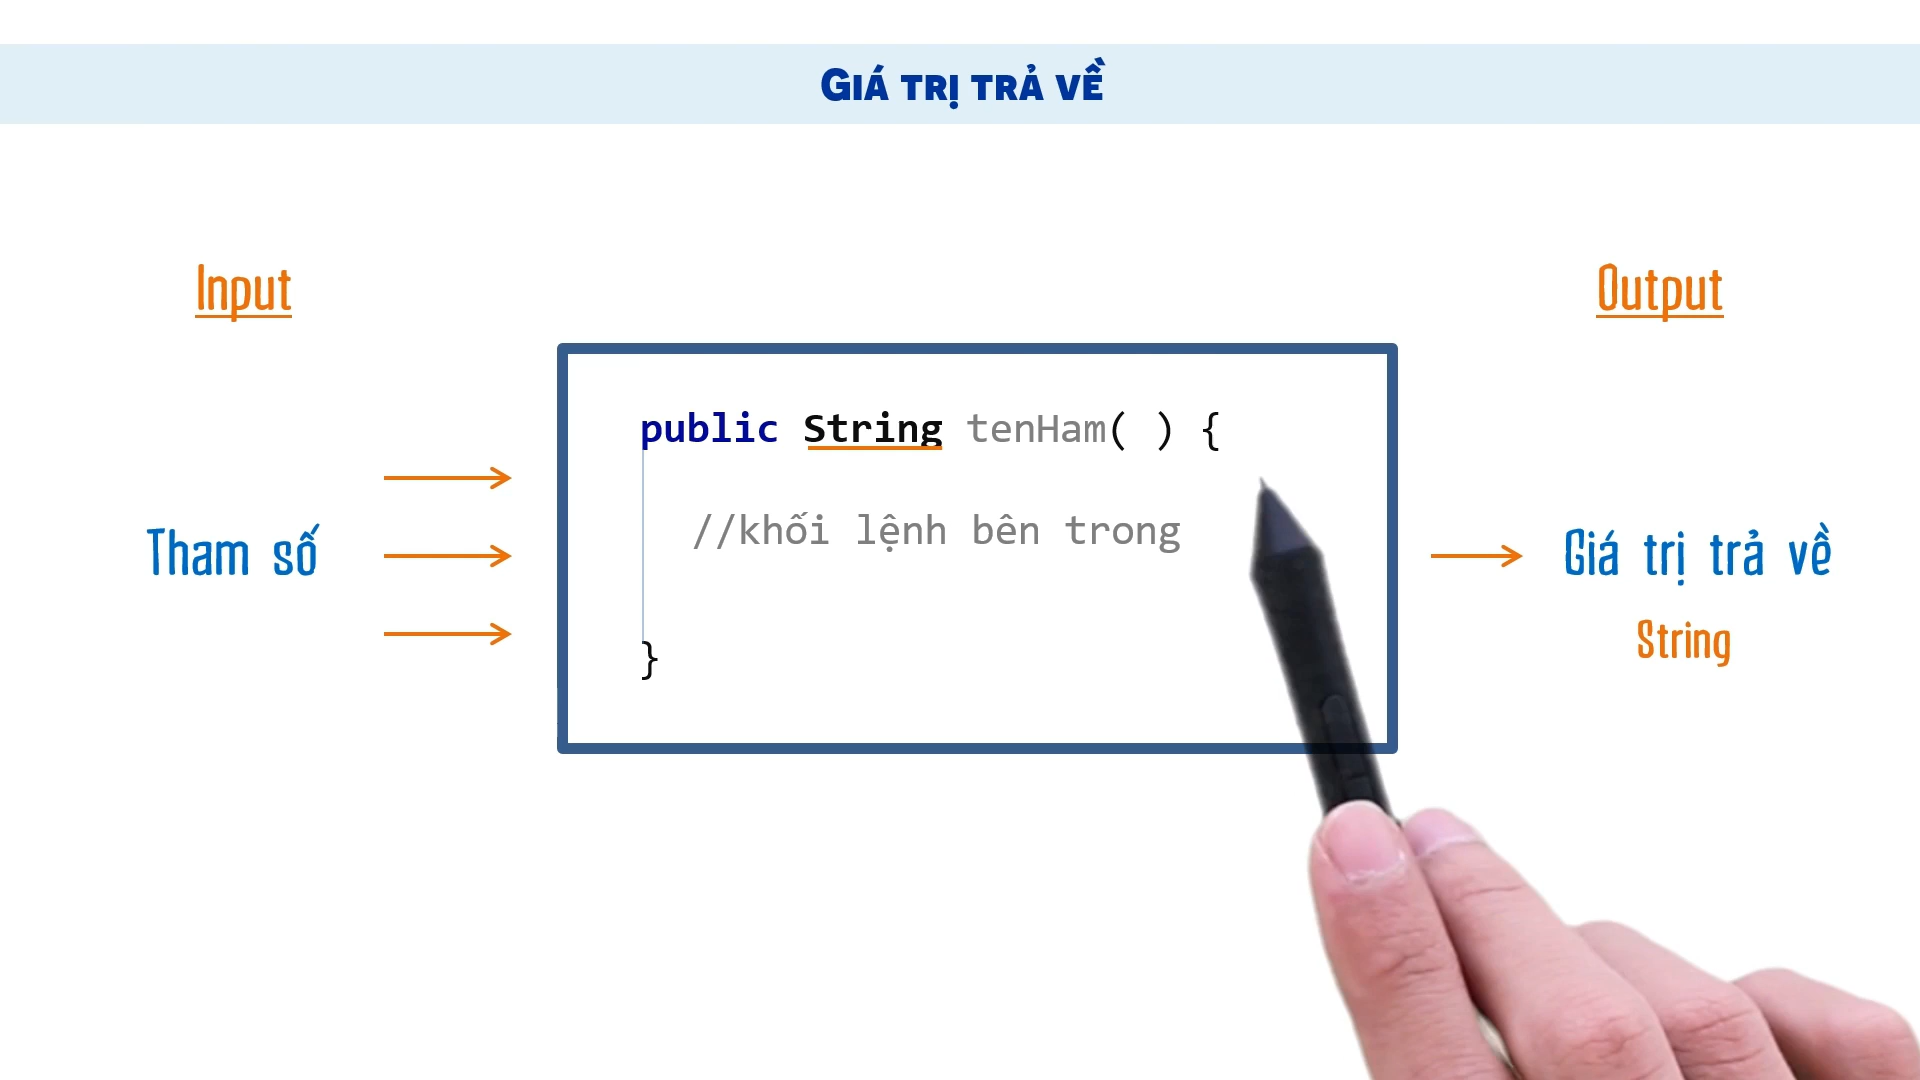 Giá trị trả về
Input
Output
public String tenHam( ) {
//khối lệnh bên trong
}
Tham số
Giá trị trả về
String